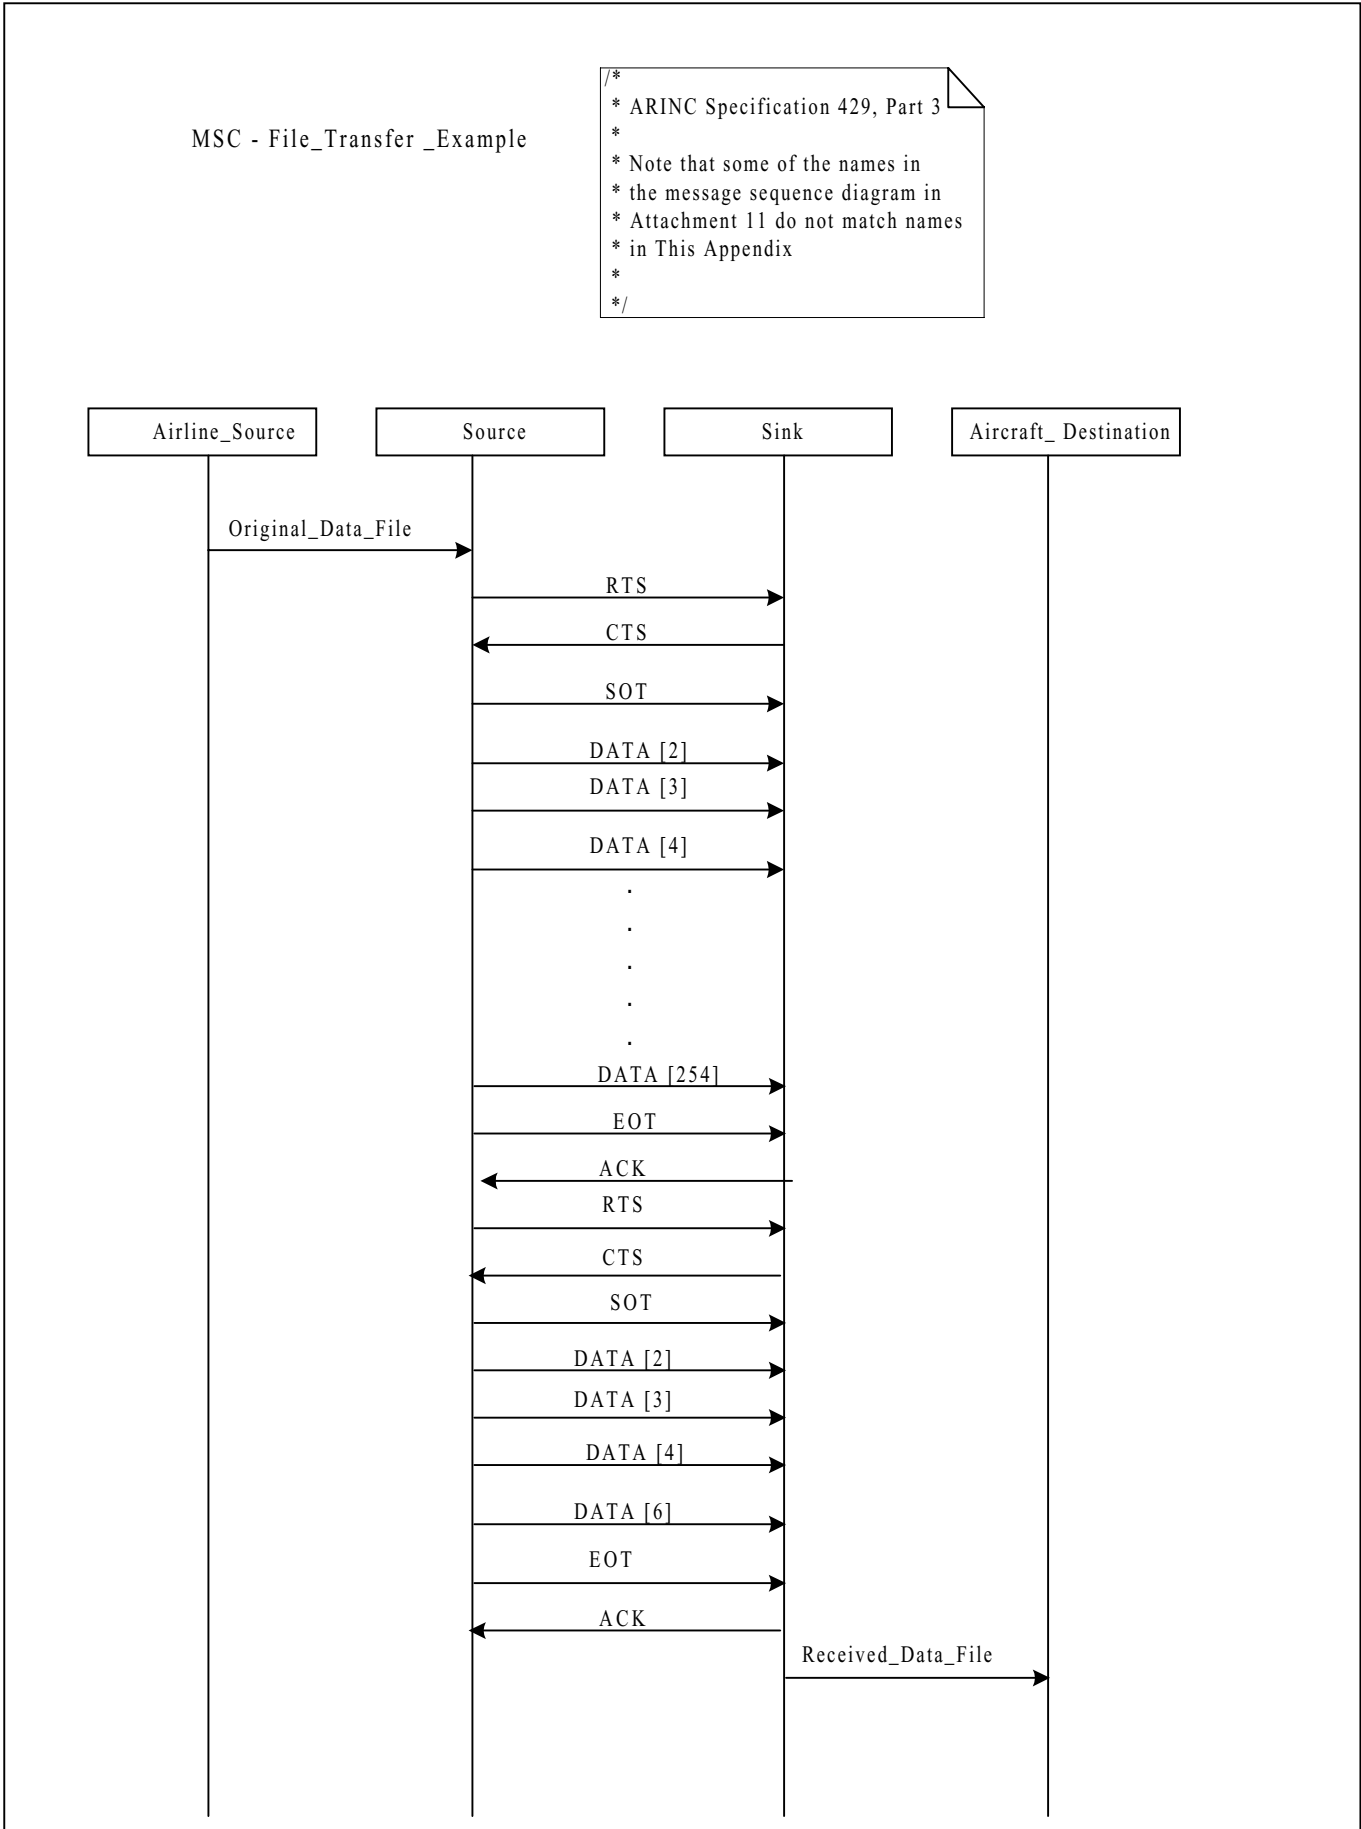 /*
* ARINC Specification 429, Part 3
*
MSC - File_Transfer _Example
* Note that some of the names in
* the message sequence diagram in
* Attachment 11 do not match names
* in This Appendix
*
*/
Airline_Source
Source
Sink
Aircraft_ Destination
Original_Data_File
RTS
CTS
SOT
DATA [2]
DATA [3]
DATA [4]
.
.
.
.
.
DATA [254]
EOT
ACK
RTS
CTS
SOT
DATA [2]
DATA [3]
DATA [4]
DATA [6]
EOT
ACK
Received_Data_File